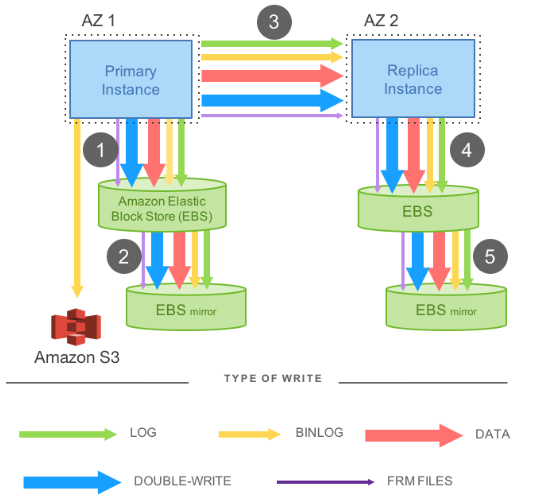 AZ 1
3
AZ 2
Primary
Instance
Replica
Instance
1
4
Amazon Elastic
Block Store (EBS)
EBS
2
5
EBS mirror
EBS mirror
Amazon S3
TYPE OF WRITE
LOG
BINLOG
DATA
DOUBLE-WRITE
FRM FILES